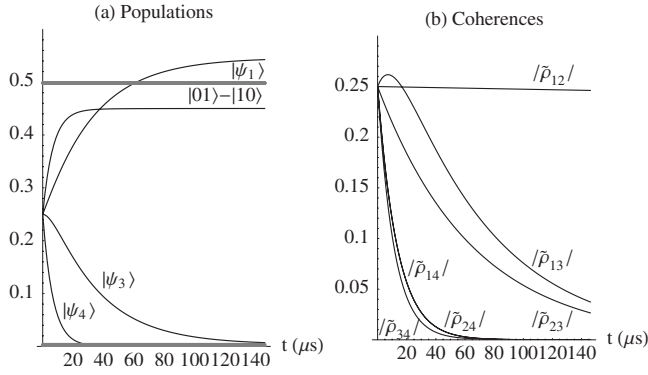 (a) Populations
0.5
0.4
0.3
0.2
0.1
|ψ₁⟩
|01⟩−|10⟩
|ψ₃⟩
|ψ₄⟩
20 40 60 80 100 120 140
t (μs)
(b) Coherences
0.25
0.2
0.15
0.1
0.05
/ρ̃₁₂/
/ρ̃₁₃/
/ρ̃₁₄/
/ρ̃₂₃/
/ρ̃₂₄/
/ρ̃₃₄/
20 40 60 80 100 120 140
t (μs)